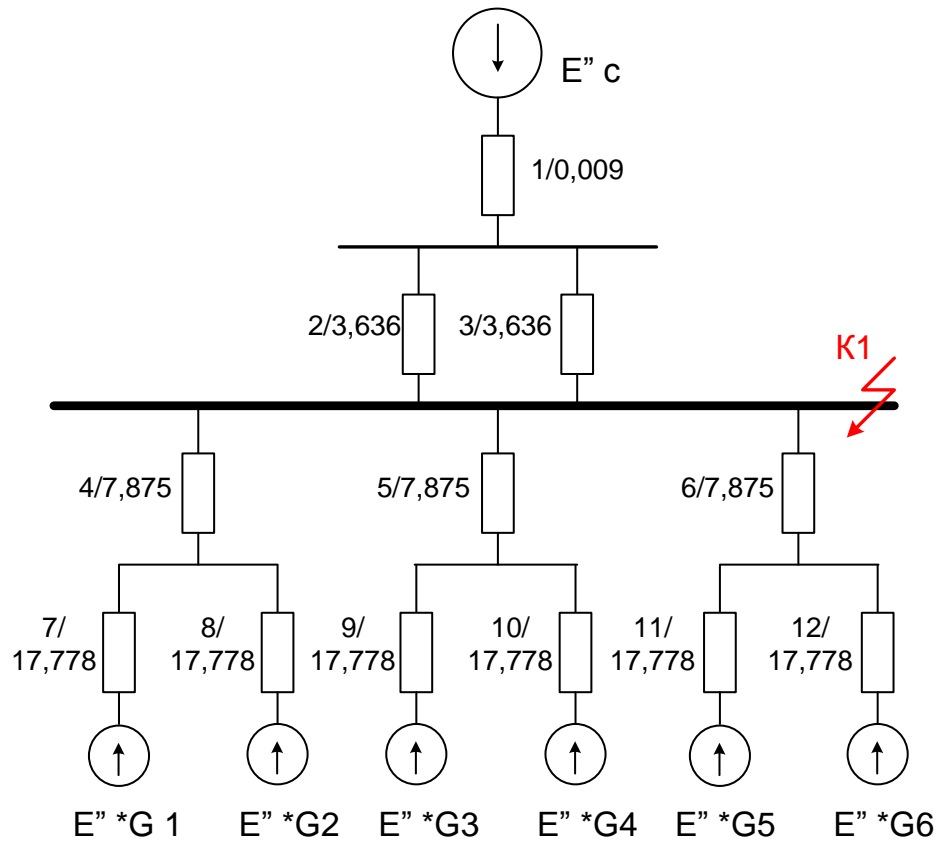 E” c
1/0,009
2/3,636
3/3,636
К1
4/7,875
5/7,875
6/7,875
7/
17,778
8/
17,778
9/
17,778
10/
17,778
11/
17,778
12/
17,778
E” *G 1
E” *G2
E” *G3
E” *G4
E” *G5
E” *G6